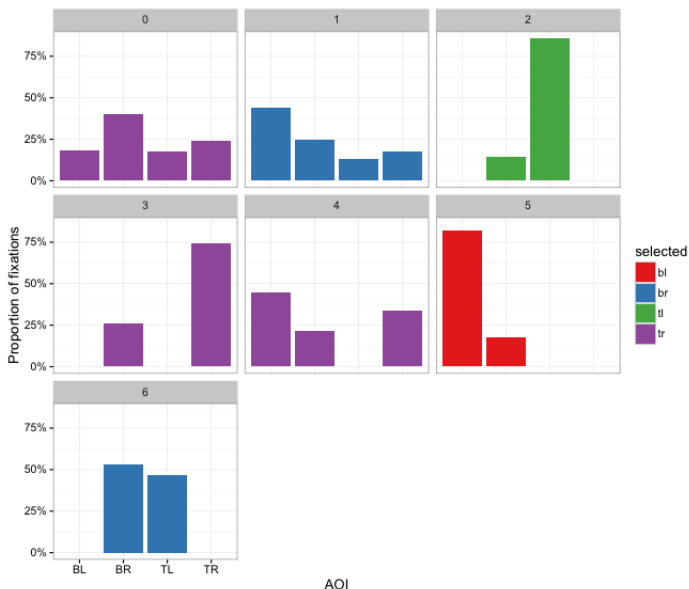 0 1 2
75%
50%
25%
0%
3 4 5
75%
50%
25%
0%
6
75%
50%
25%
0%
BL BR TL TR
AOI
Proportion of fixations
selected
bl
br
tl
tr